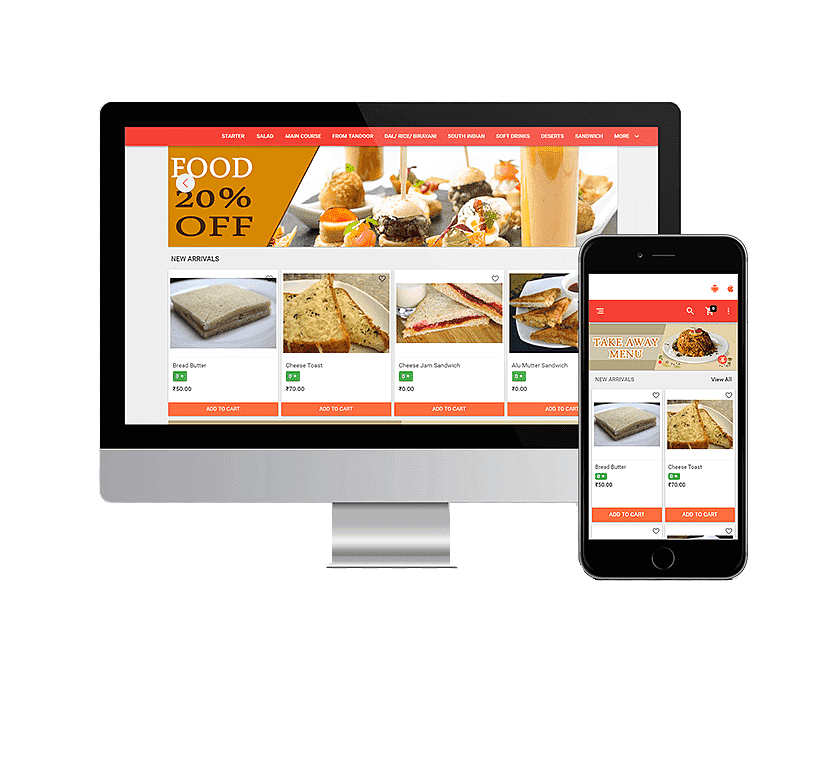 STARTER SALAD MAIN COURSE FROM TANDOOR DAL/ RICE/ BIRAYANI SOUTH INDIAN SOFT DRINKS DESERTS SANDWICH MORE
FOOD
20%
OFF
NEW ARRIVALS
Bread Butter
0 ★
₹50.00
ADD TO CART
Cheese Toast
0 ★
₹70.00
ADD TO CART
Cheese Jam Sandwich
0 ★
₹0.00
ADD TO CART
Alu Mutter Sandwich
0 ★
₹0.00
ADD TO CART
0
TAKE AWAY
MENU
NEW ARRIVALS View All
Bread Butter
0 ★
₹50.00
ADD TO CART
Cheese Toast
0 ★
₹70.00
ADD TO CART